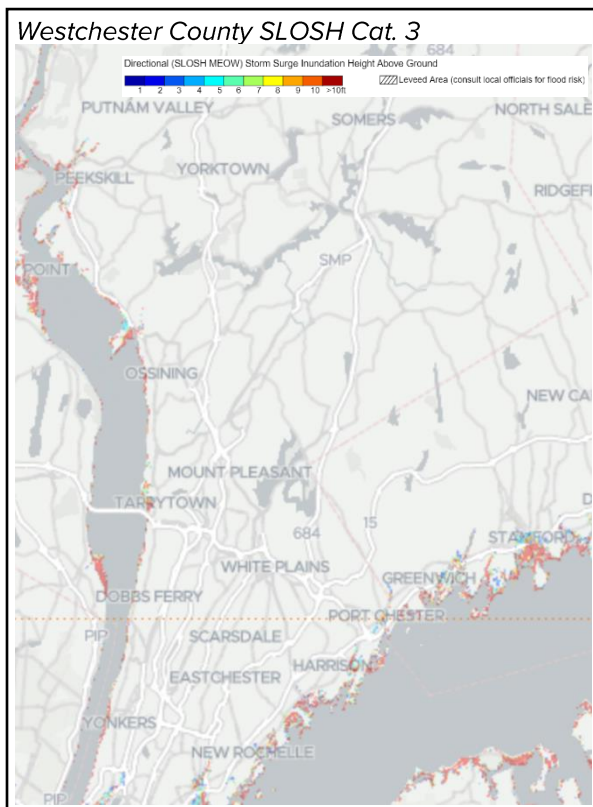 Westchester County SLOSH Cat. 3
684
Directional (SLOSH MEOW) Storm Surge Inundation Height Above Ground
1 2 3 4 5 6 7 8 9 10 >10ft
Leveed Area (consult local officials for flood risk)
PUTNAM VALLEY
NORTH SALE
SOMERS
YORKTOWN
PEEKSKILL
RIDGEFI
SMP
POINT
OSSINING
NEW CA
MOUNT PLEASANT
TARRYTOWN
D
15
684
STAMFORD
WHITE PLAINS
GREENWICH
DOBBS FERRY
PORT CHESTER
PIP
SCARSDALE
HARRISON
EASTCHESTER
YONKERS
NEW ROCHELLE
PIP